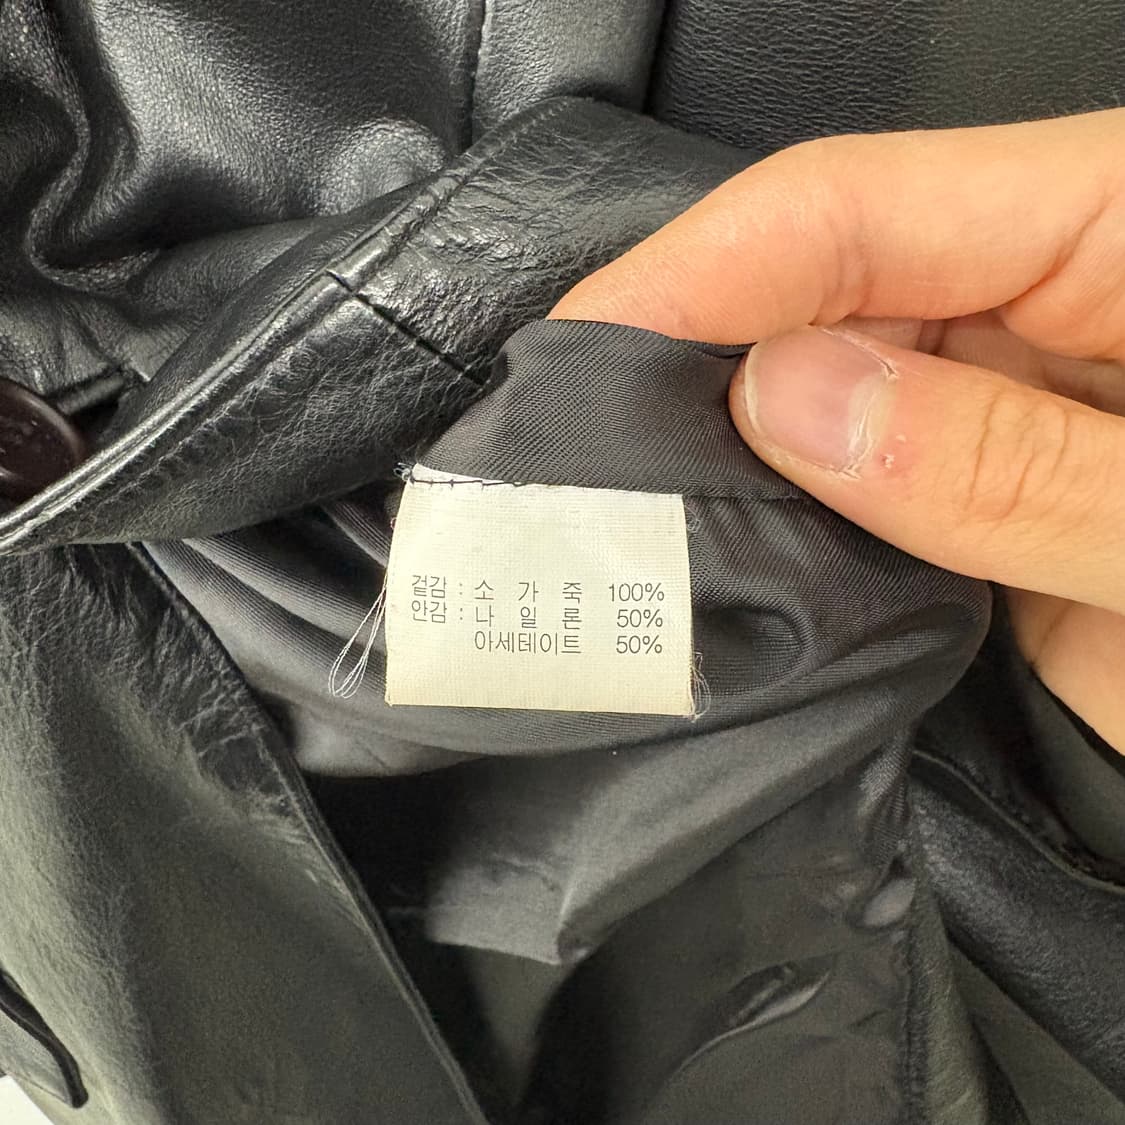 겉감 : 소 가 죽 100%
안감 : 나 일 론 50%
아세테이트 50%